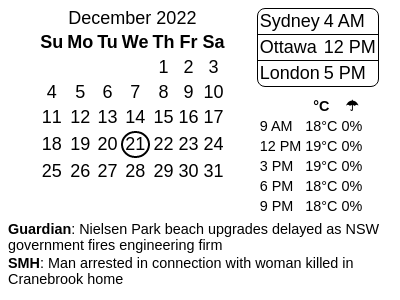 December 2022
Su Mo Tu We Th Fr Sa
1 2 3
4 5 6 7 8 9 10
11 12 13 14 15 16 17
18 19 20 21 22 23 24
25 26 27 28 29 30 31
Sydney 4 AM
Ottawa 12 PM
London 5 PM
°C ☂
9 AM 18°C 0%
12 PM 19°C 0%
3 PM 19°C 0%
6 PM 18°C 0%
9 PM 18°C 0%
Guardian: Nielsen Park beach upgrades delayed as NSW
government fires engineering firm
SMH: Man arrested in connection with woman killed in
Cranebrook home